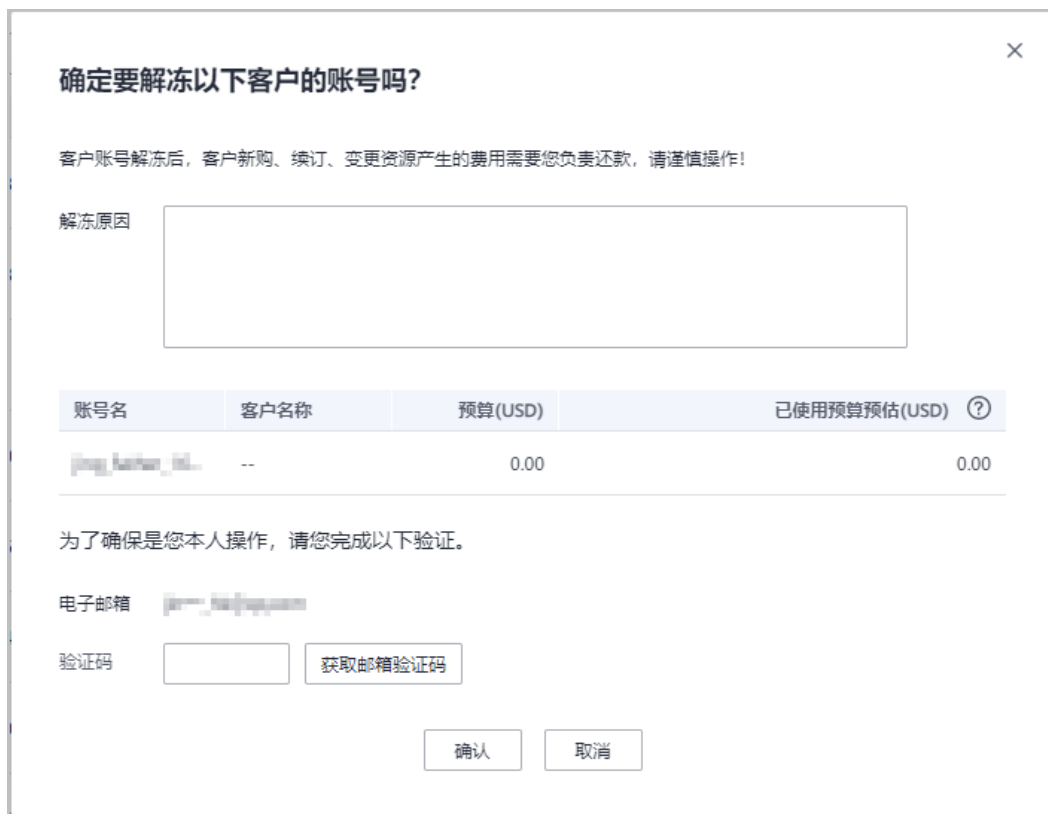 确定要解冻以下客户的账号吗？
客户账号解冻后，客户新购、续订、变更资源产生的费用需要您负责还款，请谨慎操作！
解冻原因
账号名 客户名称 预算(USD) 已使用预算预估(USD) ?
-- 0.00 0.00
为了确保是您本人操作，请您完成以下验证。
电子邮箱
验证码 获取邮箱验证码
确认 取消